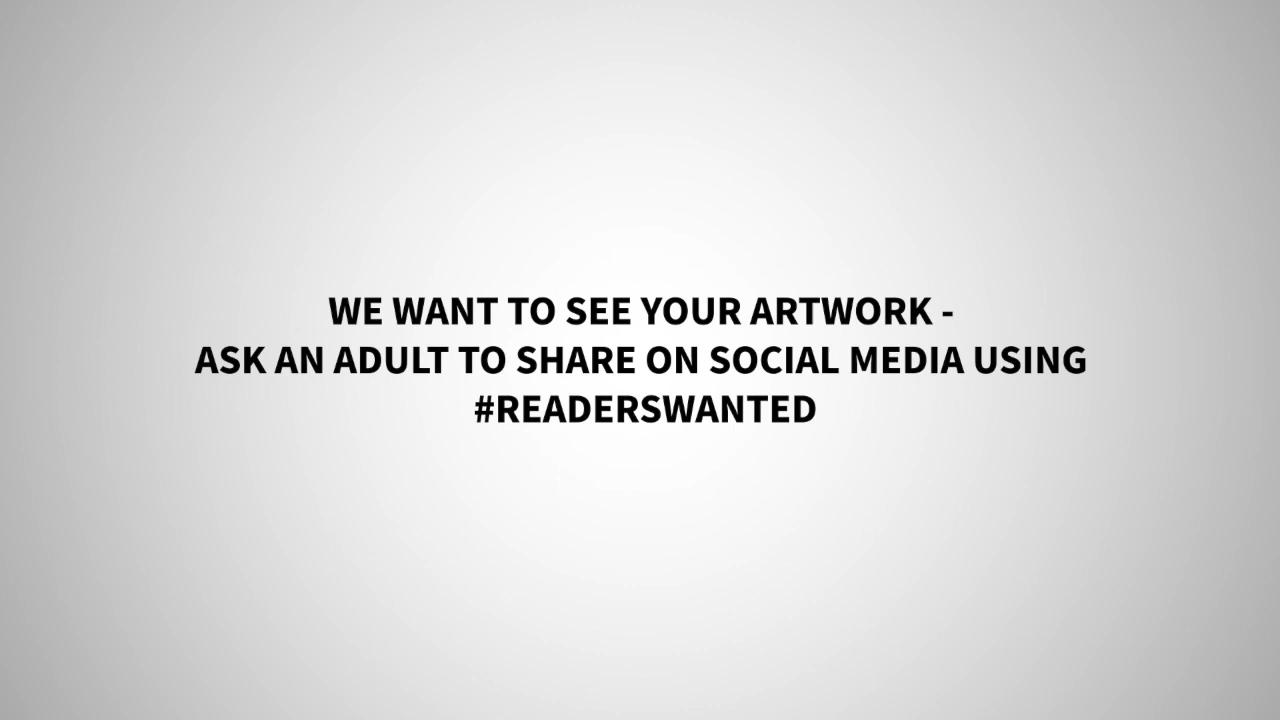 WE WANT TO SEE YOUR ARTWORK -
ASK AN ADULT TO SHARE ON SOCIAL MEDIA USING
#READERSWANTED